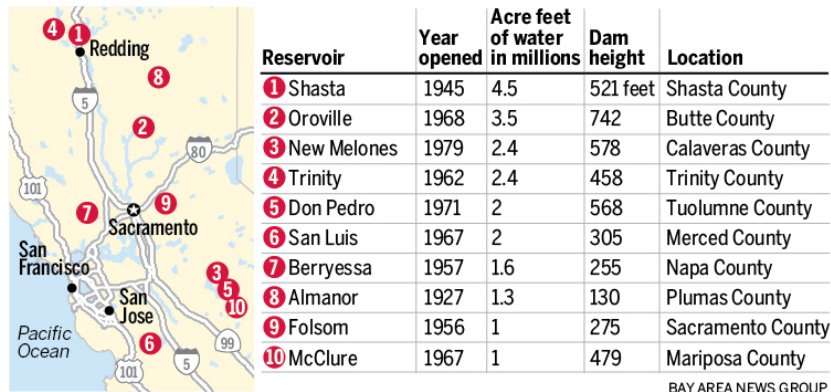 4
1
Redding
8
5
2
80
101
7
9
Sacramento
San
Francisco
3
5
10
San
Jose
Pacific
Ocean
6
5
99
101
Acre feet
Year of water Dam
Reservoir opened in millions height Location
1 Shasta 1945 4.5 521 feet Shasta County
2 Oroville 1968 3.5 742 Butte County
3 New Melones 1979 2.4 578 Calaveras County
4 Trinity 1962 2.4 458 Trinity County
5 Don Pedro 1971 2 568 Tuolumne County
6 San Luis 1967 2 305 Merced County
7 Berryessa 1957 1.6 255 Napa County
8 Almanor 1927 1.3 130 Plumas County
9 Folsom 1956 1 275 Sacramento County
10 McClure 1967 1 479 Mariposa County
BAY AREA NEWS GROUP